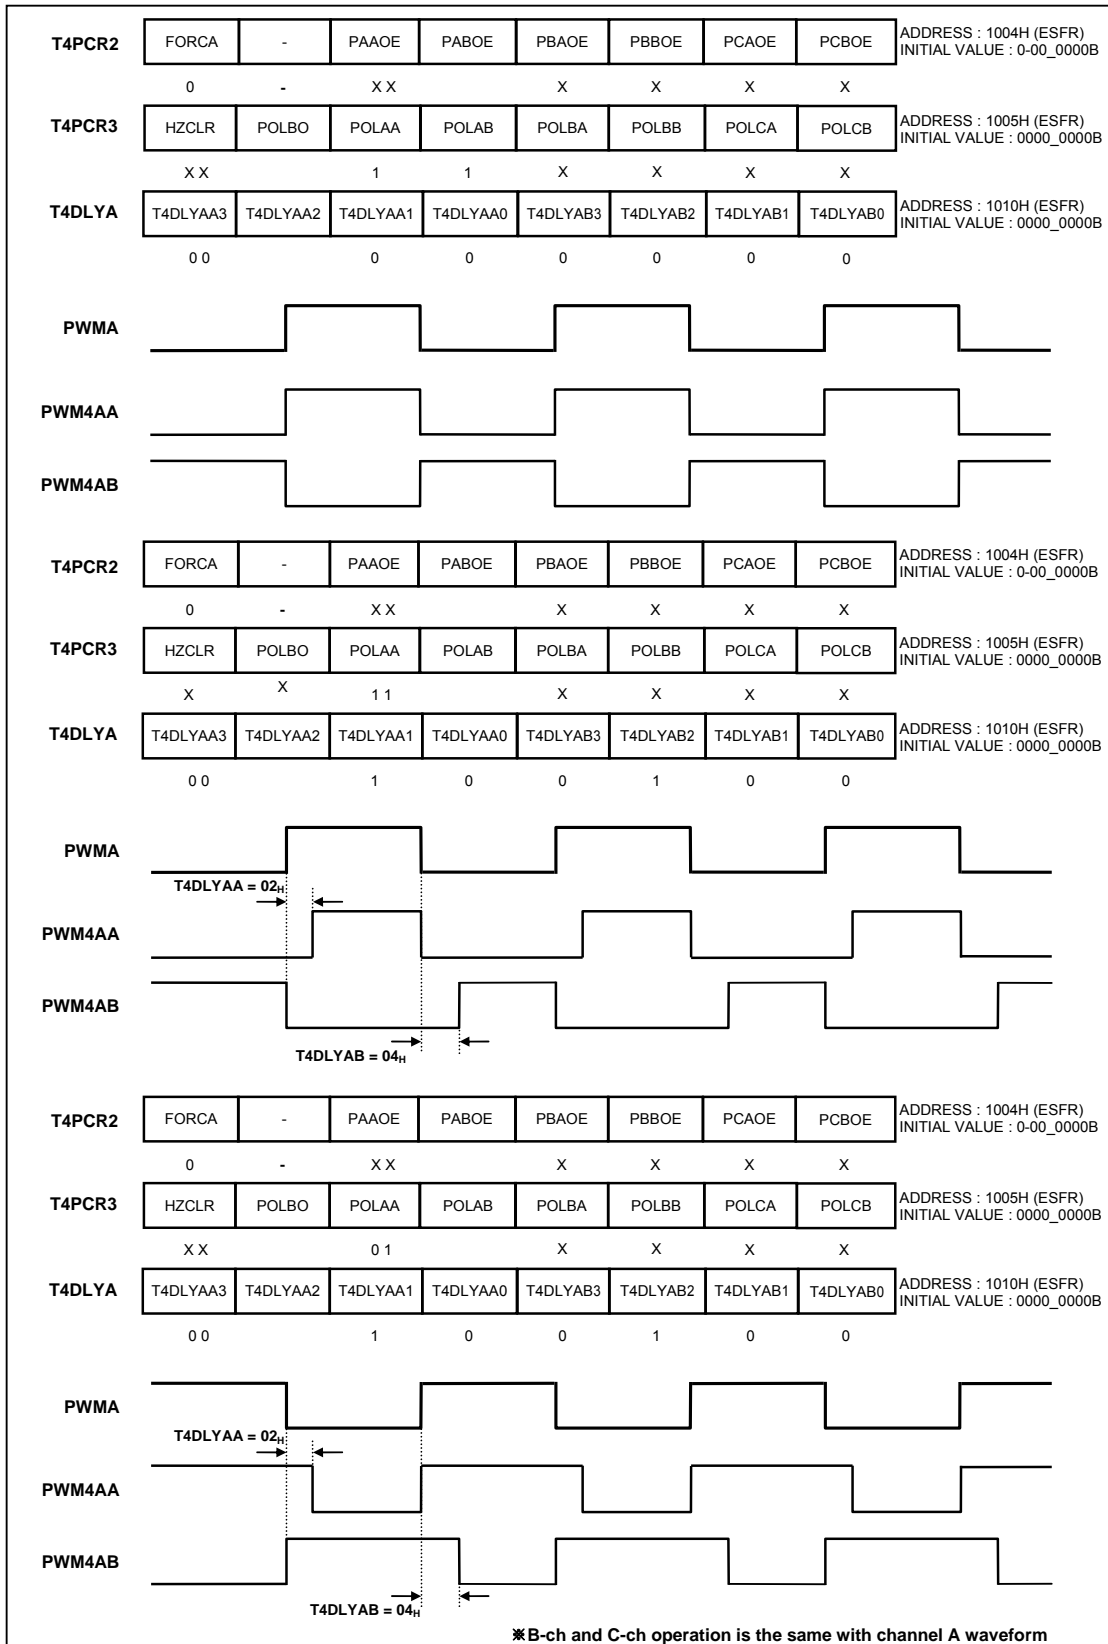 T4PCR2 FORCA - PAAOE PABOE PBAOE PBBOE PCAOE PCBOE ADDRESS : 1004H (ESFR)
INITIAL VALUE : 0-00_0000B
0 - X X X X X X
T4PCR3 HZCLR POLBO POLAA POLAB POLBA POLBB POLCA POLCB ADDRESS : 1005H (ESFR)
INITIAL VALUE : 0000_0000B
X X 1 1 X X X X
T4DLYA T4DLYAA3 T4DLYAA2 T4DLYAA1 T4DLYAA0 T4DLYAB3 T4DLYAB2 T4DLYAB1 T4DLYAB0 ADDRESS : 1010H (ESFR)
INITIAL VALUE : 0000_0000B
0 0 0 0 0 0 0 0
PWMA
PWM4AA
PWM4AB
T4PCR2 FORCA - PAAOE PABOE PBAOE PBBOE PCAOE PCBOE ADDRESS : 1004H (ESFR)
INITIAL VALUE : 0-00_0000B
0 - X X X X X X
T4PCR3 HZCLR POLBO POLAA POLAB POLBA POLBB POLCA POLCB ADDRESS : 1005H (ESFR)
INITIAL VALUE : 0000_0000B
X X 1 1 X X X X
T4DLYA T4DLYAA3 T4DLYAA2 T4DLYAA1 T4DLYAA0 T4DLYAB3 T4DLYAB2 T4DLYAB1 T4DLYAB0 ADDRESS : 1010H (ESFR)
INITIAL VALUE : 0000_0000B
0 0 1 0 0 1 0 0
PWMA
T4DLYAA = 02H
PWM4AA
PWM4AB
T4DLYAB = 04H
T4PCR2 FORCA - PAAOE PABOE PBAOE PBBOE PCAOE PCBOE ADDRESS : 1004H (ESFR)
INITIAL VALUE : 0-00_0000B
0 - X X X X X X
T4PCR3 HZCLR POLBO POLAA POLAB POLBA POLBB POLCA POLCB ADDRESS : 1005H (ESFR)
INITIAL VALUE : 0000_0000B
X X 0 1 X X X X
T4DLYA T4DLYAA3 T4DLYAA2 T4DLYAA1 T4DLYAA0 T4DLYAB3 T4DLYAB2 T4DLYAB1 T4DLYAB0 ADDRESS : 1010H (ESFR)
INITIAL VALUE : 0000_0000B
0 0 1 0 0 1 0 0
PWMA
T4DLYAA = 02H
PWM4AA
PWM4AB
T4DLYAB = 04H
※B-ch and C-ch operation is the same with channel A waveform